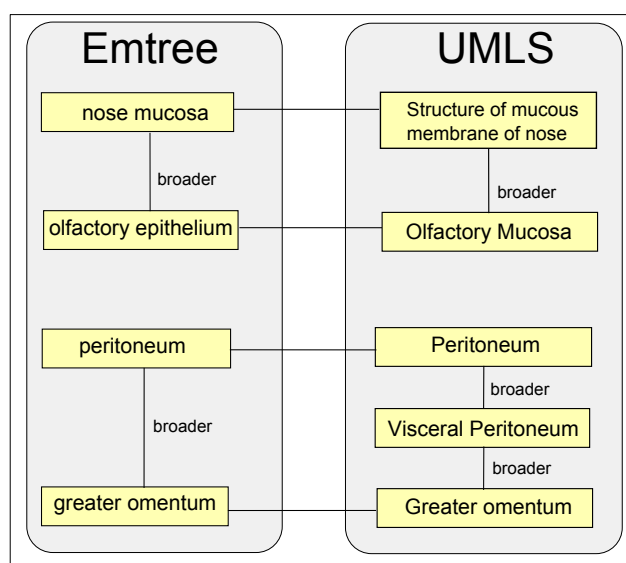 Emtree
UMLS
nose mucosa
Structure of mucous
membrane of nose
broader
broader
olfactory epithelium
Olfactory Mucosa
peritoneum
Peritoneum
broader
broader
Visceral Peritoneum
broader
greater omentum
Greater omentum